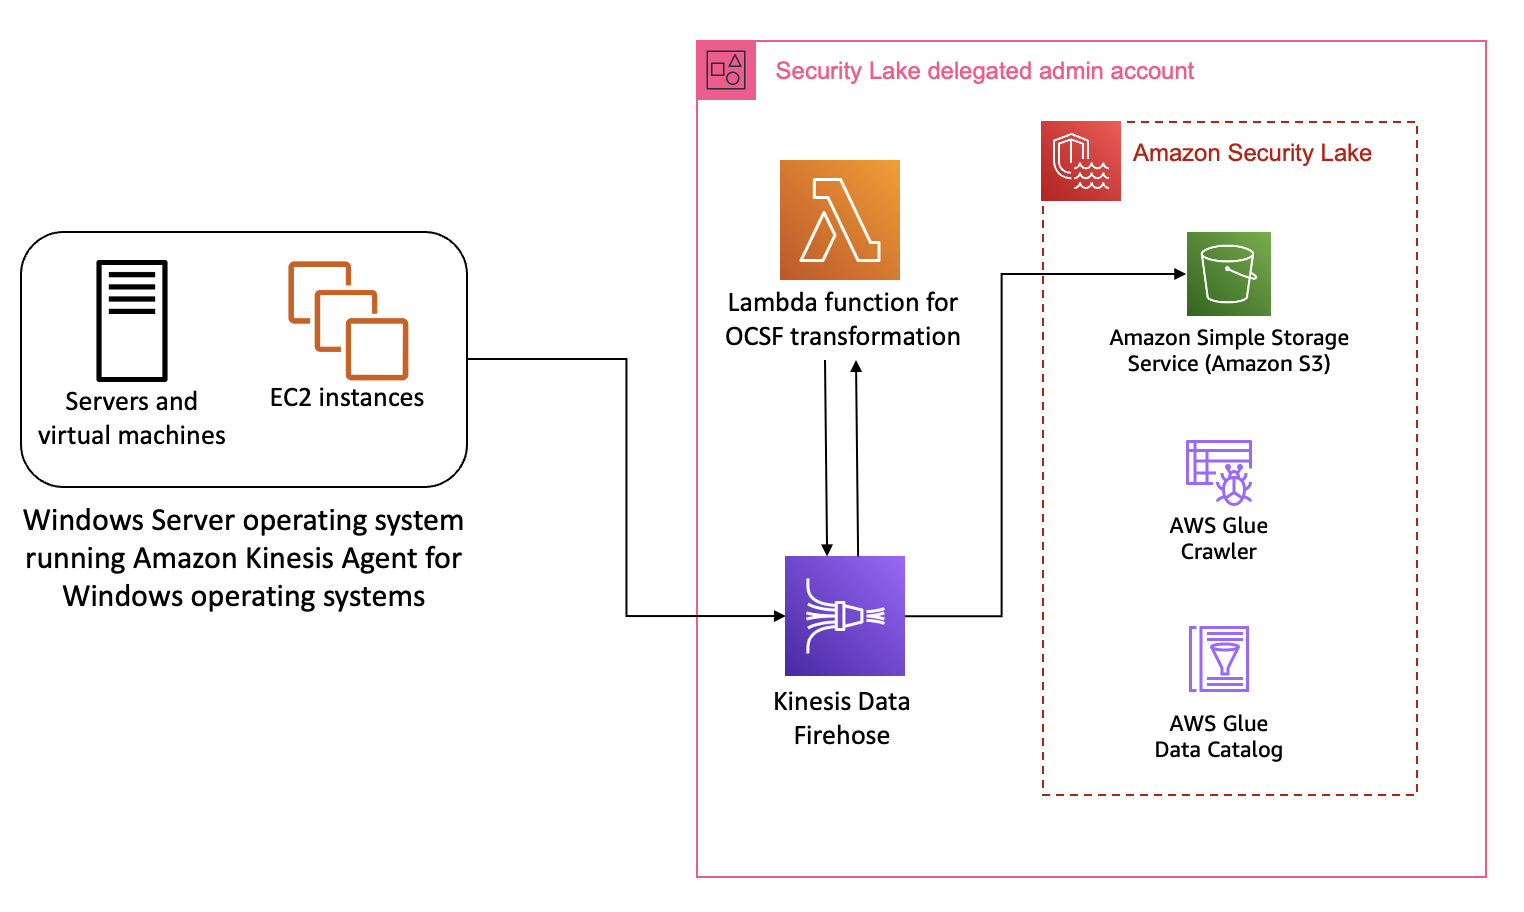 Security Lake delegated admin account
Amazon Security Lake
Servers and
virtual machines
EC2 instances
Windows Server operating system
running Amazon Kinesis Agent for
Windows operating systems
Lambda function for
OCSF transformation
Kinesis Data
Firehose
Amazon Simple Storage
Service (Amazon S3)
AWS Glue
Crawler
AWS Glue
Data Catalog